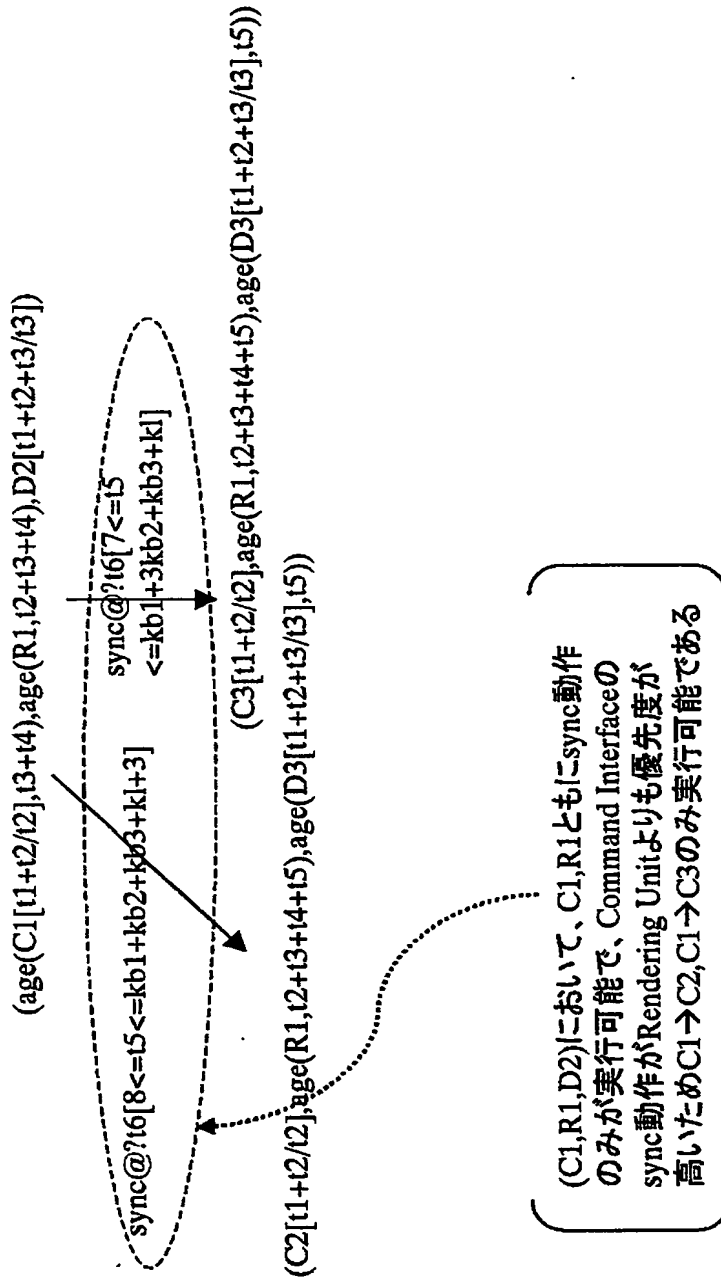 (age(C1[t1+t2/t2],t3+t4),age(R1,t2+t3+t4),D2[t1+t2+t3/t3])
sync@?t6[8<=t5<=kb1+kb2+kb3+kl+3]
sync@?t6[7<=t5
<=kb1+3kb2+kb3+kl]
(C3[t1+t2/t2],age(R1,t2+t3+t4+t5),age(D3[t1+t2+t3/t3],t5))
(C2[t1+t2/t2],age(R1,t2+t3+t4+t5),age(D3[t1+t2+t3/t3],t5))
(C1,R1,D2)において、C1,R1ともにsync動作
のみが実行可能で、Command Interfaceの
sync動作がRendering Unitよりも優先度が
高いためC1→C2,C1→C3のみ実行可能である